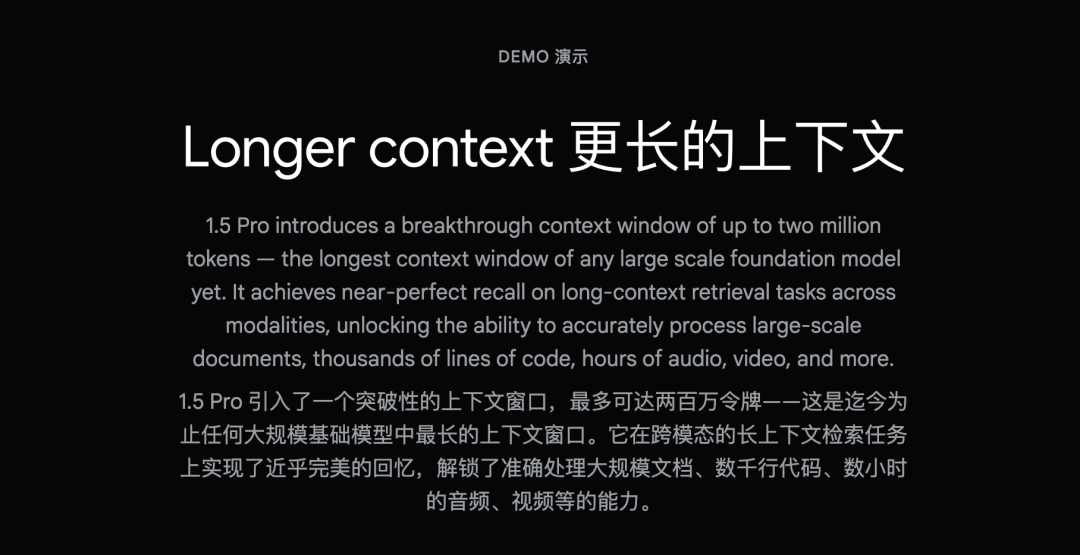 DEMO 演示
Longer context 更长的上下文
1.5 Pro introduces a breakthrough context window of up to two million
tokens — the longest context window of any large scale foundation model
yet. It achieves near-perfect recall on long-context retrieval tasks across
modalities, unlocking the ability to accurately process large-scale
documents, thousands of lines of code, hours of audio, video, and more.
1.5 Pro 引入了一个突破性的上下文窗口，最多可达两百万令牌——这是迄今为
止任何大规模基础模型中最长的上下文窗口。它在跨模态的长上下文检索任务
上实现了近乎完美的回忆，解锁了准确处理大规模文档、数千行代码、数小时
的音频、视频等的能力。